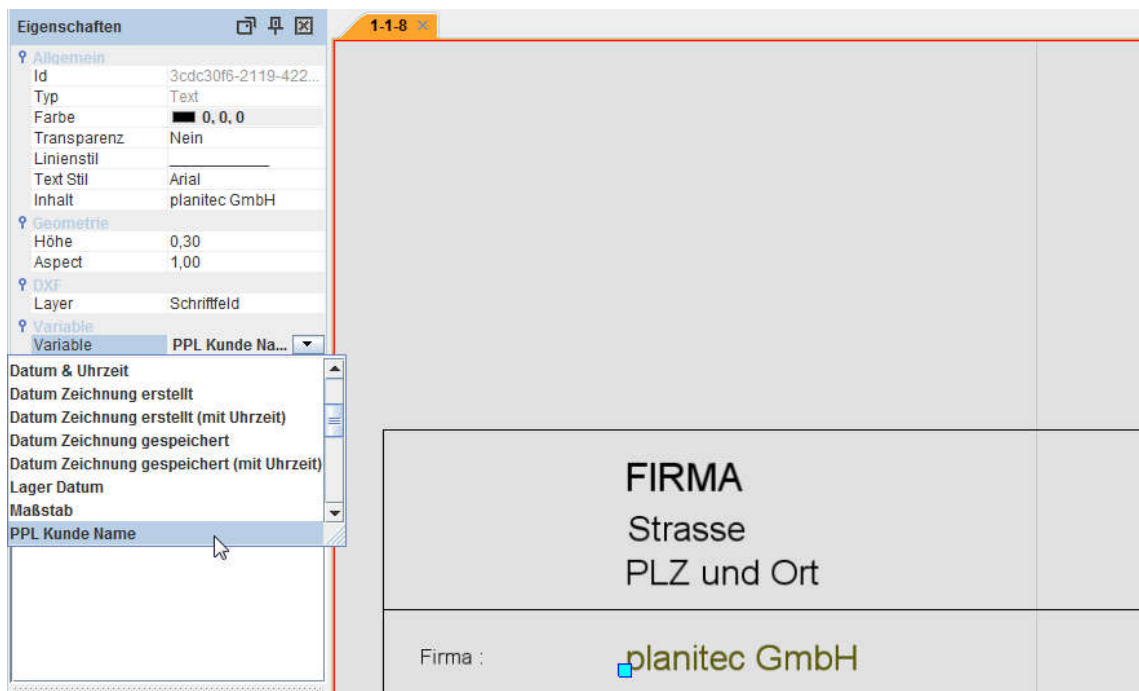 Eigenschaften
1-1-8
Allgemein
Id 3cdc30f6-2119-422...
Typ Text
Farbe 0, 0, 0
Transparenz Nein
Linienstil
Text Stil Arial
Inhalt planitec GmbH
Geometrie
Höhe 0,30
Aspect 1,00
DXF
Layer Schriftfeld
Variable
Variable PPL Kunde Na...
Datum & Uhrzeit
Datum Zeichnung erstellt
Datum Zeichnung erstellt (mit Uhrzeit)
Datum Zeichnung gespeichert
Datum Zeichnung gespeichert (mit Uhrzeit)
Lager Datum
Maßstab
PPL Kunde Name
FIRMA
Strasse
PLZ und Ort
Firma : planitec GmbH